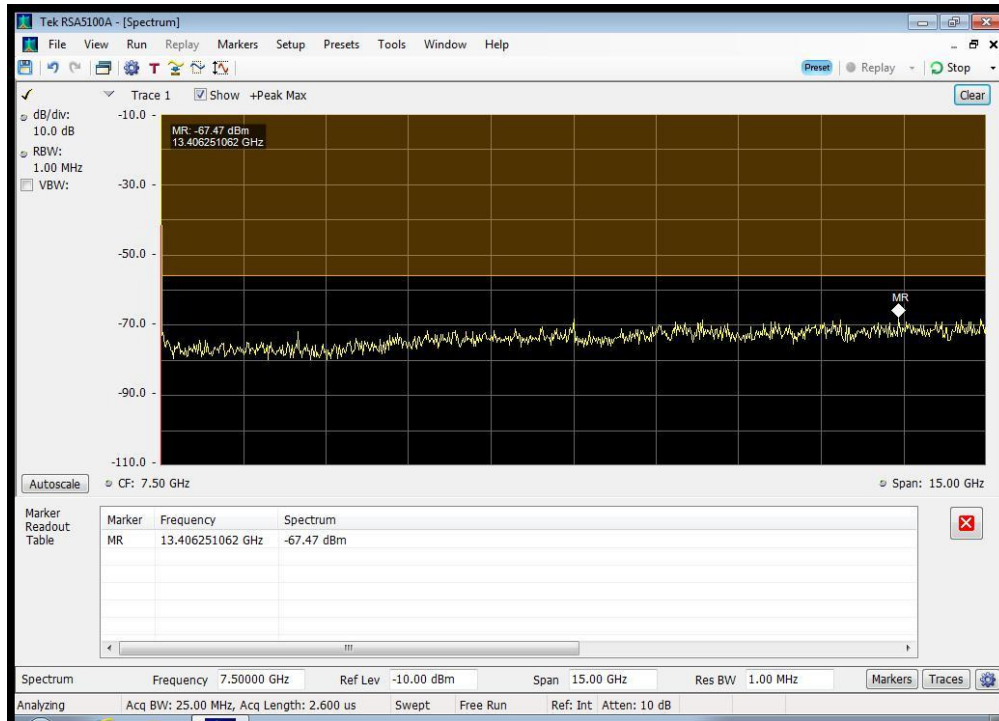 Tek RSA5100A - [Spectrum]
File View Run Replay Markers Setup Presets Tools Window Help
T Preset Replay Stop
Trace 1 Show +Peak Max Clear
dB/div:
10.0 dB
RBW:
1.00 MHz
VBW:
-10.0
MR: -67.47 dBm
13.406251062 GHz
-30.0
-50.0
MR
-70.0
-90.0
-110.0
Autoscale CF: 7.50 GHz Span: 15.00 GHz
Marker
Readout
Table
Marker Frequency Spectrum
MR 13.406251062 GHz -67.47 dBm
Spectrum Frequency 7.50000 GHz Ref Lev -10.00 dBm Span 15.00 GHz Res BW 1.00 MHz Markers Traces
Analyzing Acq BW: 25.00 MHz, Acq Length: 2.600 us Swept Free Run Ref: Int Atten: 10 dB